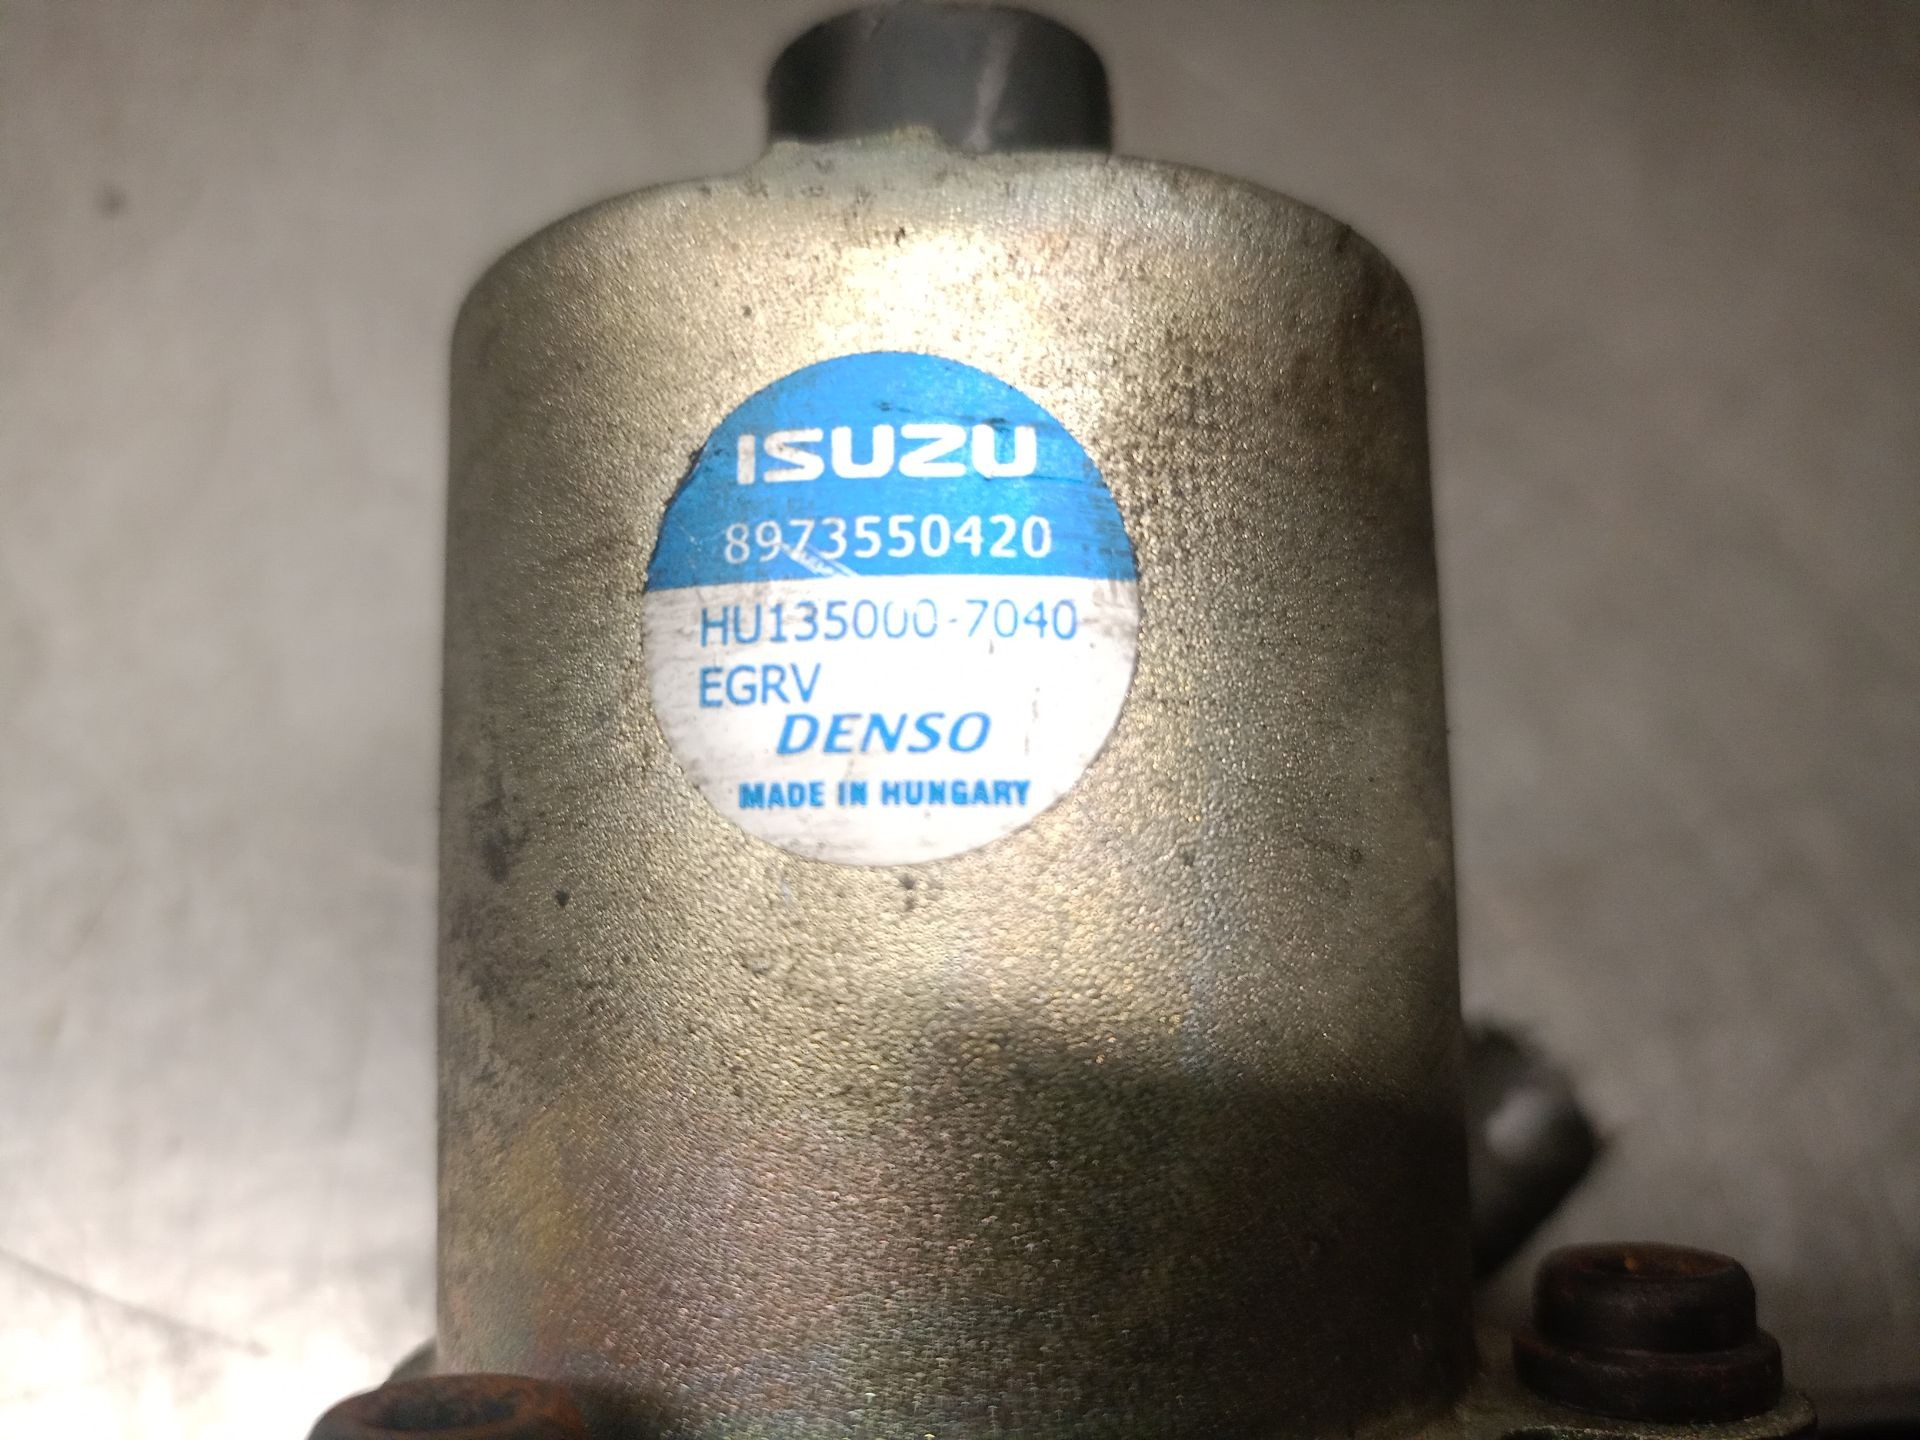 ISUZU
8973550420
HU135000-7040
EGRV
DENSO
MADE IN HUNGARY